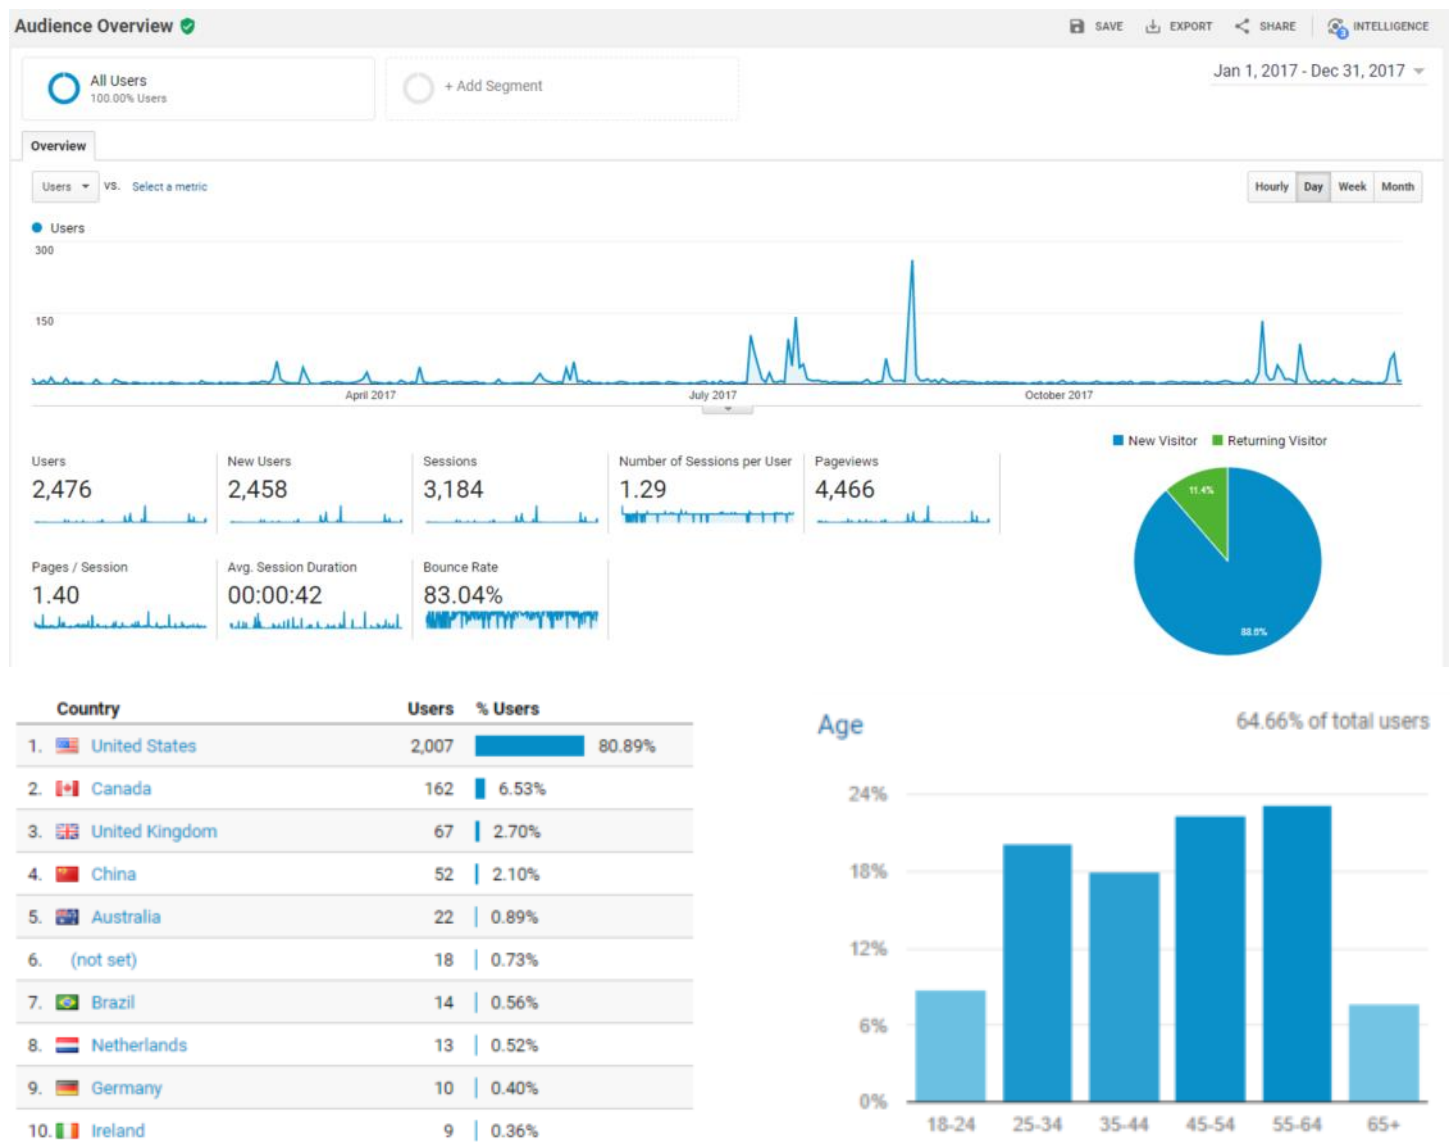 Audience Overview
SAVE EXPORT SHARE INTELLIGENCE
3
All Users
100.00% Users
+ Add Segment
Jan 1, 2017 - Dec 31, 2017
Overview
Users VS. Select a metric
Hourly Day Week Month
Users
300
150
April 2017 July 2017 October 2017
New Visitor Returning Visitor
Users
2,476
New Users
2,458
Sessions
3,184
Number of Sessions per User
1.29
Pageviews
4,466
Pages / Session
1.40
Avg. Session Duration
00:00:42
Bounce Rate
83.04%
11.4%
Country Users % Users
1. United States 2,007 80.89%
2. Canada 162 6.53%
3. United Kingdom 67 2.70%
4. China 52 2.10%
5. Australia 22 0.89%
6. (not set) 18 0.73%
7. Brazil 14 0.56%
8. Netherlands 13 0.52%
9. Germany 10 0.40%
10. Ireland 9 0.36%
Age
64.66% of total users
24%
18%
12%
6%
0%
18-24 25-34 35-44 45-54 55-64 65+